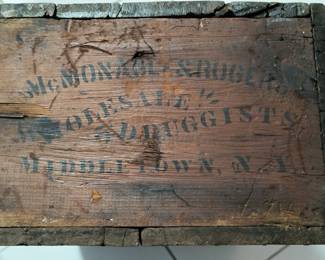 McMONAGLE & ROGERS
WHOLESALE
DRUGGISTS
MIDDLETOWN, N.Y.